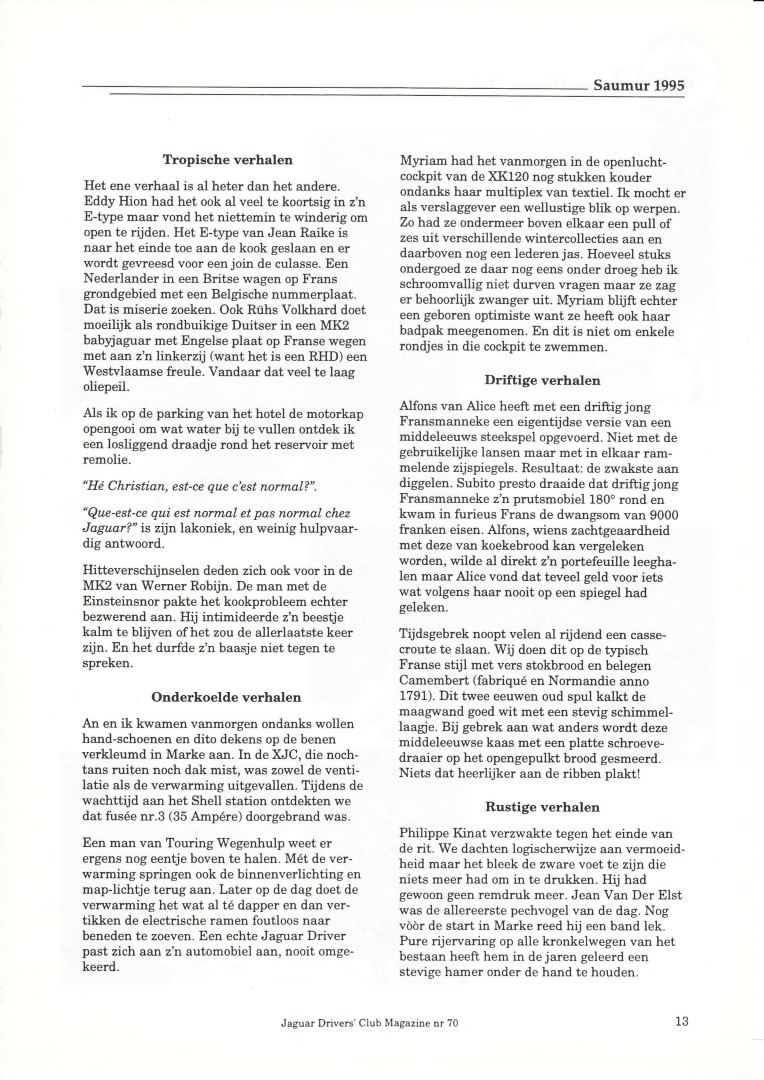 Saumur 1995
Tropische verhalen
Het ene verhaal is al heter dan het andere.
Eddy Hion had het ook al veel te koortsig in z'n
E-type maar vond het niettemin te winderig om
open te rijden. Het E-type van Jean Raike is
naar het einde toe aan de kook geslaan en er
wordt gevreesd voor een join de culasse. Een
Nederlander in een Britse wagen op Frans
grondgebied met een Belgische nummerplaat.
Dat is miserie zoeken. Ook Rühs Volkhard doet
moeilijk als rondbuikige Duitser in een MK2
babyjaguar met Engelse plaat op Franse wegen
met aan z'n linkerzij (want het is een RHD) een
Westvlaamse freule. Vandaar dat veel te laag
oliepeil.
Als ik op de parking van het hotel de motorkap
opengooi om wat water bij te vullen ontdek ik
een losliggend draadje rond het reservoir met
remolie.
"Hé Christian, est-ce que c'est normal?".
"Que-est-ce qui est normal et pas normal chez
Jaguar?" is zijn lakoniek, en weinig hulpvaar-
dig antwoord.
Hitteverschijnselen deden zich ook voor in de
MK2 van Werner Robijn. De man met de
Einsteinsnor pakte het kookprobleem echter
bezwerend aan. Hij intimideerde z'n beestje
kalm te blijven of het zou de allerlaatste keer
zijn. En het durfde z'n baasje niet tegen te
spreken.
Onderkoelde verhalen
An en ik kwamen vanmorgen ondanks wollen
hand-schoenen en dito dekens op de benen
verkleumd in Marke aan. In de XJC, die noch-
tans ruiten noch dak mist, was zowel de venti-
latie als de verwarming uitgevallen. Tijdens de
wachttijd aan het Shell station ontdekten we
dat fusée nr.3 (35 Ampére) doorgebrand was.
Een man van Touring Wegenhulp weet er
ergens nog eentje boven te halen. Mét de ver-
warming springen ook de binnenverlichting en
map-lichtje terug aan. Later op de dag doet de
verwarming het wat al té dapper en dan ver-
tikken de electrische ramen foutloos naar
beneden te zoeven. Een echte Jaguar Driver
past zich aan z'n automobiel aan, nooit omge-
keerd.
Myriam had het vanmorgen in de openlucht-
cockpit van de XK120 nog stukken kouder
ondanks haar multiplex van textiel. Ik mocht er
als verslaggever een wellustige blik op werpen.
Zo had ze ondermeer boven elkaar een pull of
zes uit verschillende wintercollecties aan en
daarboven nog een lederen jas. Hoeveel stuks
ondergoed ze daar nog eens onder droeg heb ik
schroomvallig niet durven vragen maar ze zag
er behoorlijk zwanger uit. Myriam blijft echter
een geboren optimiste want ze heeft ook haar
badpak meegenomen. En dit is niet om enkele
rondjes in die cockpit te zwemmen.
Driftige verhalen
Alfons van Alice heeft met een driftig jong
Fransmanneke een eigentijdse versie van een
middeleeuws steekspel opgevoerd. Niet met de
gebruikelijke lansen maar met in elkaar ram-
melende zijspiegels. Resultaat: de zwakste aan
diggelen. Subito presto draaide dat driftig jong
Fransmanneke z'n prutsmobiel 180° rond en
kwam in furieus Frans de dwangsom van 9000
franken eisen. Alfons, wiens zachtgeaardheid
met deze van koekebrood kan vergeleken
worden, wilde al direkt z'n portefeuille leegha-
len maar Alice vond dat teveel geld voor iets
wat volgens haar nooit op een spiegel had
geleken.
Tijdsgebrek noopt velen al rijdend een casse-
croute te slaan. Wij doen dit op de typisch
Franse stijl met vers stokbrood en belegen
Camembert (fabriqué en Normandie anno
1791). Dit twee eeuwen oud spul kalkt de
maagwand goed wit met een stevig schimmel-
laagje. Bij gebrek aan wat anders wordt deze
middeleeuwse kaas met een platte schroeve-
draaier op het opengepulkt brood gesmeerd.
Niets dat heerlijker aan de ribben plakt!
Rustige verhalen
Philippe Kinat verzwakte tegen het einde van
de rit. We dachten logischerwijze aan vermoeid-
heid maar het bleek de zware voet te zijn die
niets meer had om in te drukken. Hij had
gewoon geen remdruk meer. Jean Van Der Elst
was de allereerste pechvogel van de dag. Nog
vòòr de start in Marke reed hij een band lek.
Pure rijervaring op alle kronkelwegen van het
bestaan heeft hem in de jaren geleerd een
stevige hamer onder de hand te houden.
Jaguar Drivers' Club Magazine nr 70
13